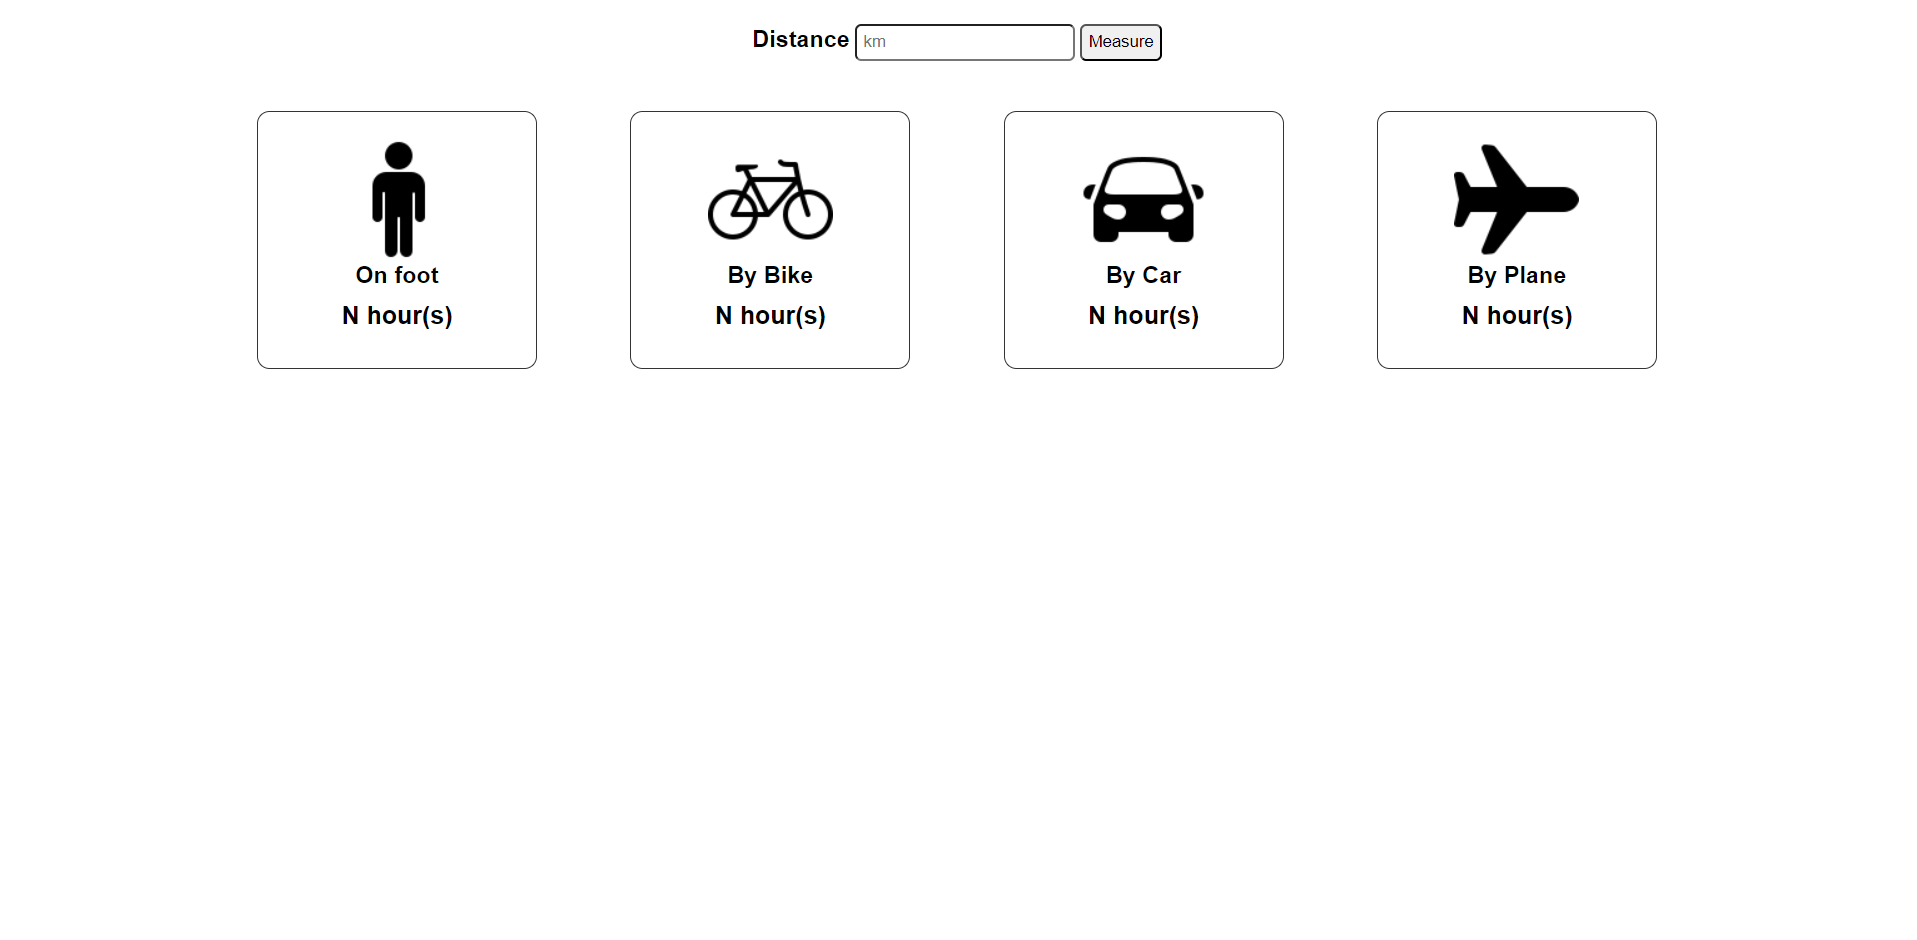 Distance km Measure
On foot
N hour(s)
By Bike
N hour(s)
By Car
N hour(s)
By Plane
N hour(s)